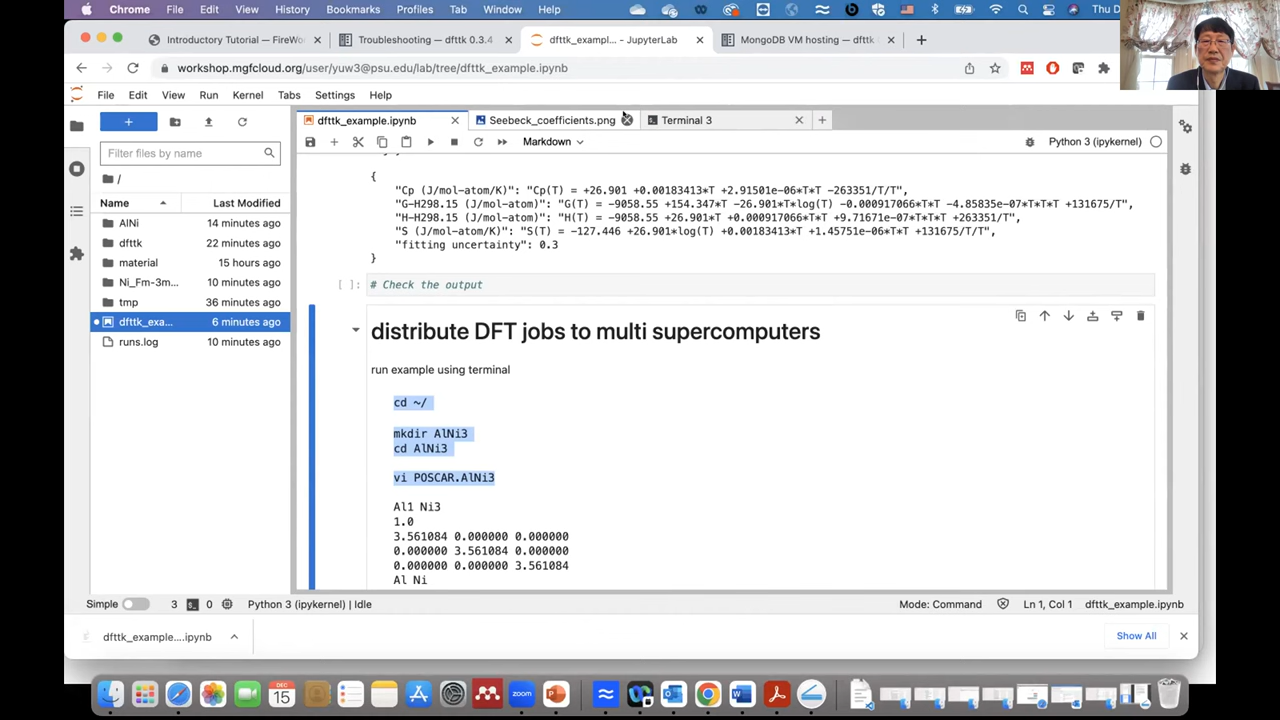 Chrome File Edit View History Bookmarks Profiles Tab Window Help Thu D
Introductory Tutorial — FireWo
Troubleshooting — dfttk 0.3.4
dfttk_exampl... - JupyterLab
MongoDB VM hosting — dfttk
workshop.mgfcloud.org/user/yuw3@psu.edu/lab/tree/dfttk_example.ipynb
File Edit View Run Kernel Tabs Settings Help
dfttk_example.ipynb
Seebeck_coefficients.png
Terminal 3
Filter files by name
Markdown
Python 3 (ipykernel)
/
Name Last Modified
AlNi 14 minutes ago
dfttk 22 minutes ago
material 15 hours ago
Ni_Fm-3m... 10 minutes ago
tmp 36 minutes ago
dfttk_exa... 6 minutes ago
runs.log 10 minutes ago
{
"Cp (J/mol-atom/K)": "Cp(T) = +26.901 +0.00183413*T +2.91501e-06*T*T -263351/T/T",
"G-H298.15 (J/mol-atom)": "G(T) = -9058.55 +154.347*T -26.901*T*log(T) -0.000917066*T*T -4.85835e-07*T*T*T +131675/T",
"H-H298.15 (J/mol-atom)": "H(T) = -9058.55 +26.901*T +0.000917066*T*T +9.71671e-07*T*T*T +263351/T",
"S (J/mol-atom/K)": "S(T) = -127.446 +26.901*log(T) +0.00183413*T +1.45751e-06*T*T +131675/T/T",
"fitting uncertainty": 0.3
}
[ ]: # Check the output
distribute DFT jobs to multi supercomputers
run example using terminal
cd ~/
mkdir AlNi3
cd AlNi3
vi POSCAR.AlNi3
Al1 Ni3
1.0
3.561084 0.000000 0.000000
0.000000 3.561084 0.000000
0.000000 0.000000 3.561084
Al Ni
Simple 3 0 Python 3 (ipykernel) | Idle Mode: Command Ln 1, Col 1 dfttk_example.ipynb
dfttk_example....ipynb
Show All
DEC
15
zoom